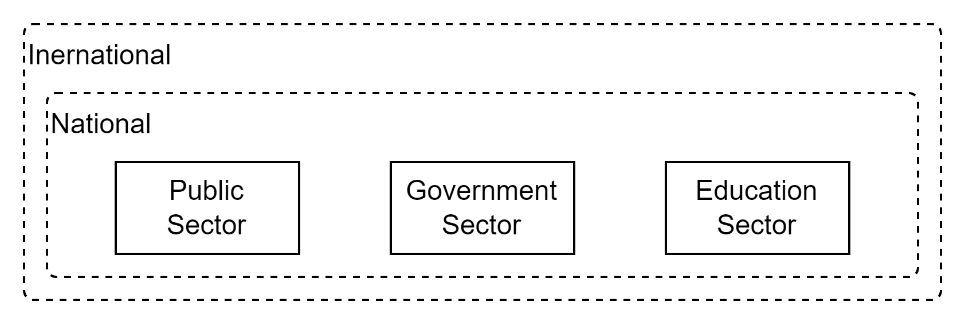 Inernational
National
Public
Sector
Government
Sector
Education
Sector